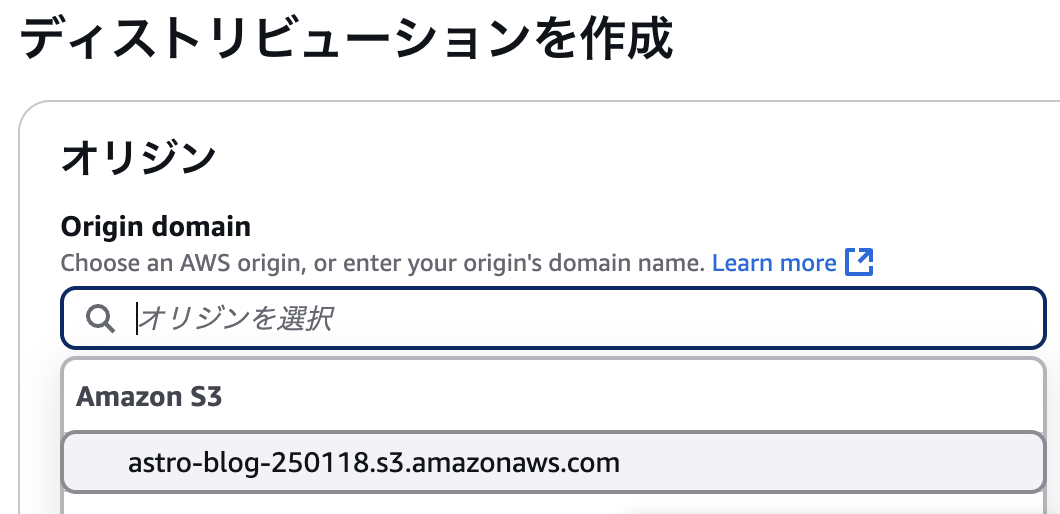 ディストリビューションを作成
オリジン
Origin domain
Choose an AWS origin, or enter your origin's domain name. Learn more
オリジンを選択
Amazon S3
astro-blog-250118.s3.amazonaws.com